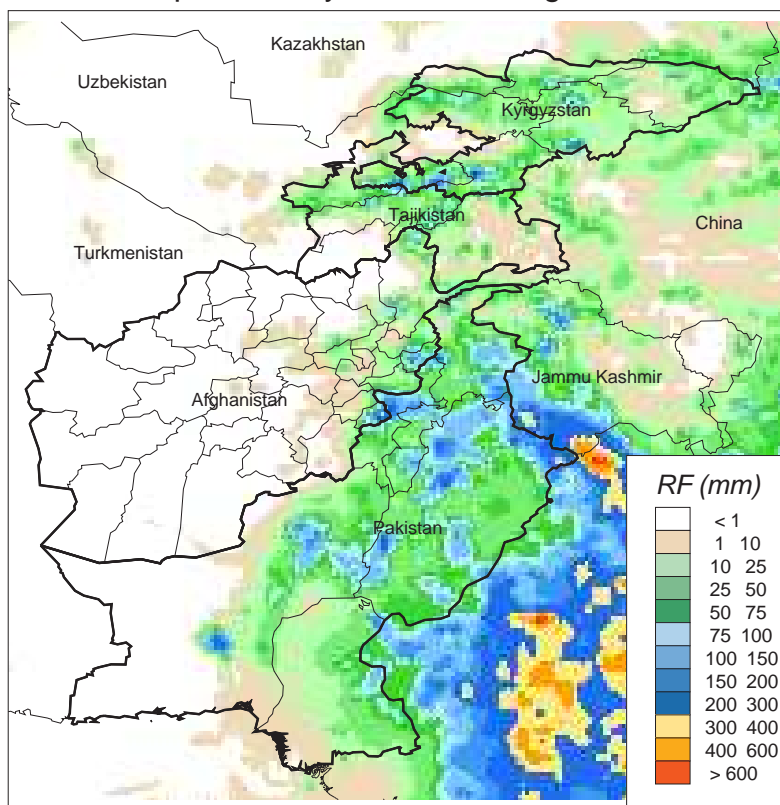 Kazakhstan
Uzbekistan
Kyrgyzstan
Tajikistan
China
Turkmenistan
Jammu Kashmir
Afghanistan
Pakistan
RF (mm)
< 1
1 10
10 25
25 50
50 75
75 100
100 150
150 200
200 300
300 400
400 600
> 600